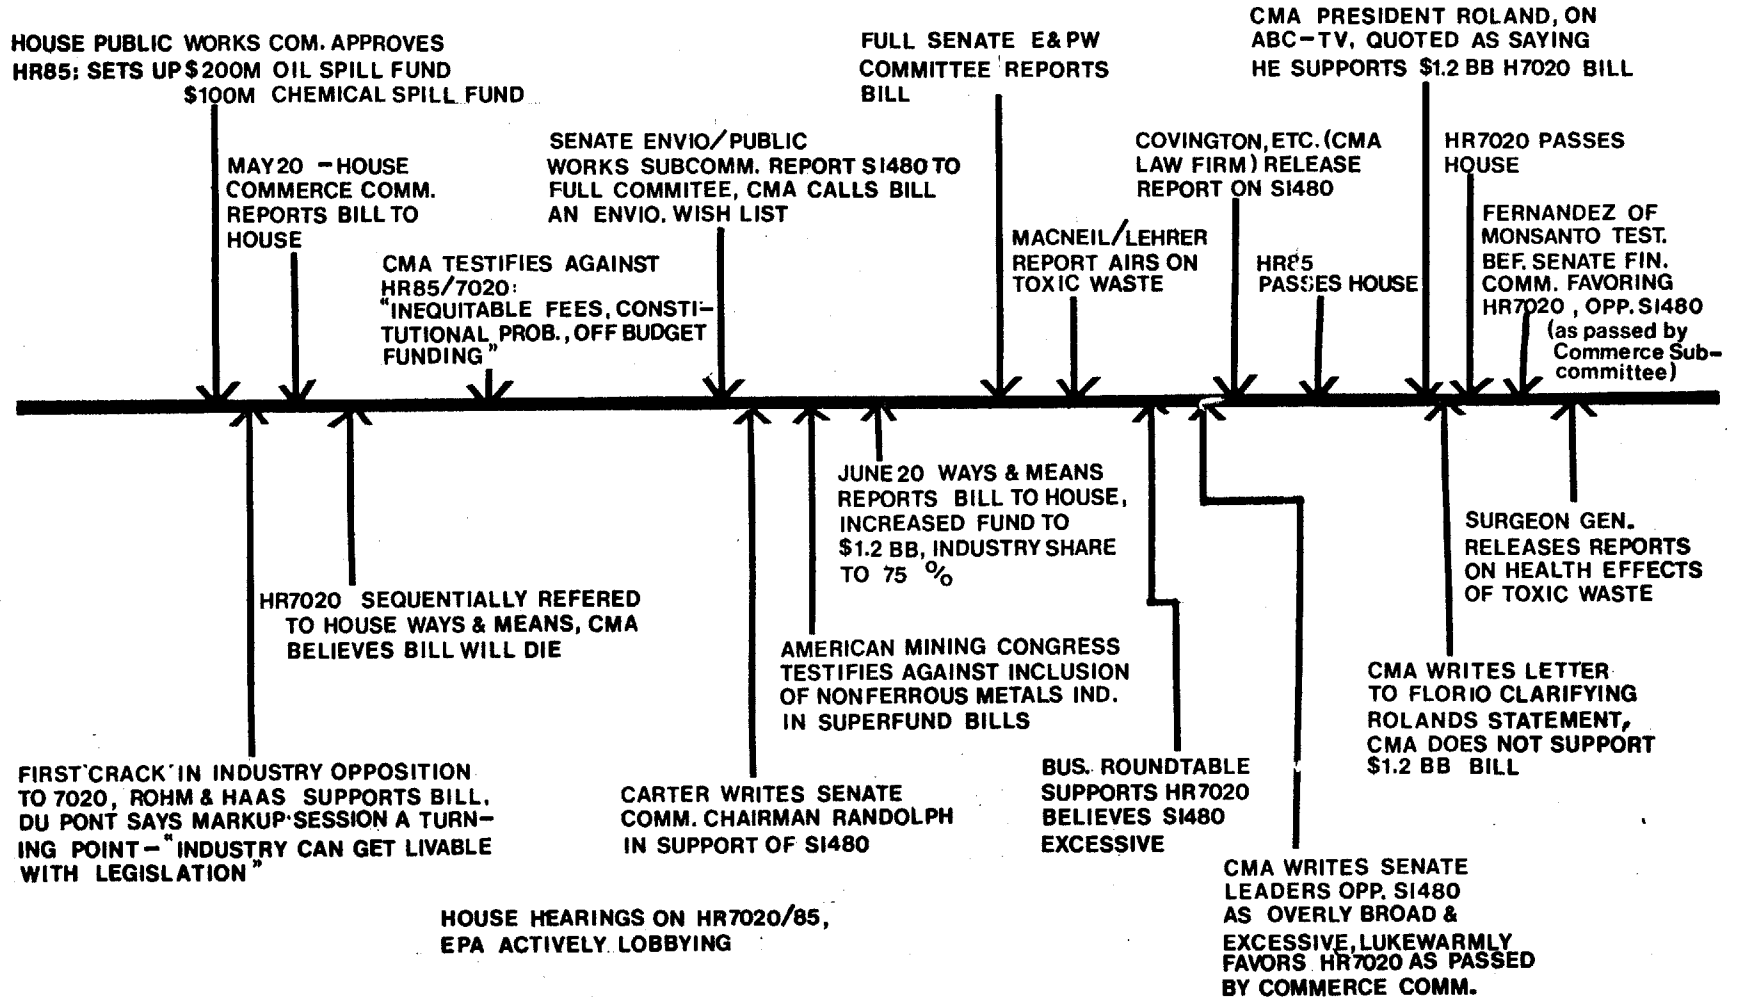 HOUSE PUBLIC WORKS COM. APPROVES
HR85: SETS UP $200M OIL SPILL FUND
$100M CHEMICAL SPILL FUND
MAY 20 - HOUSE
COMMERCE COMM.
REPORTS BILL TO
HOUSE
CMA TESTIFIES AGAINST
HR85/7020:
"INEQUITABLE FEES, CONSTI-
TUTIONAL PROB., OFF BUDGET
FUNDING"
SENATE ENVIO/PUBLIC
WORKS SUBCOMM. REPORT S1480 TO
FULL COMMITEE, CMA CALLS BILL
AN ENVIO. WISH LIST
FULL SENATE E&PW
COMMITTEE REPORTS
BILL
MACNEIL/LEHRER
REPORT AIRS ON
TOXIC WASTE
COVINGTON, ETC. (CMA
LAW FIRM) RELEASE
REPORT ON S1480
HR85
PASSES HOUSE
CMA PRESIDENT ROLAND, ON
ABC-TV, QUOTED AS SAYING
HE SUPPORTS $1.2 BB H7020 BILL
HR7020 PASSES
HOUSE
FERNANDEZ OF
MONSANTO TEST.
BEF. SENATE FIN.
COMM. FAVORING
HR7020, OPP. S1480
(as passed by
Commerce Sub-
committee)
FIRST 'CRACK' IN INDUSTRY OPPOSITION
TO 7020, ROHM & HAAS SUPPORTS BILL.
DU PONT SAYS MARKUP SESSION A TURN-
ING POINT - "INDUSTRY CAN GET LIVABLE
WITH LEGISLATION"
HR7020 SEQUENTIALLY REFERED
TO HOUSE WAYS & MEANS, CMA
BELIEVES BILL WILL DIE
HOUSE HEARINGS ON HR7020/85,
EPA ACTIVELY LOBBYING
CARTER WRITES SENATE
COMM. CHAIRMAN RANDOLPH
IN SUPPORT OF S1480
AMERICAN MINING CONGRESS
TESTIFIES AGAINST INCLUSION
OF NONFERROUS METALS IND.
IN SUPERFUND BILLS
JUNE 20 WAYS & MEANS
REPORTS BILL TO HOUSE,
INCREASED FUND TO
$1.2 BB, INDUSTRY SHARE
TO 75 %
BUS. ROUNDTABLE
SUPPORTS HR7020
BELIEVES S1480
EXCESSIVE
CMA WRITES SENATE
LEADERS OPP. S1480
AS OVERLY BROAD &
EXCESSIVE, LUKEWARMLY
FAVORS HR7020 AS PASSED
BY COMMERCE COMM.
CMA WRITES LETTER
TO FLORIO CLARIFYING
ROLANDS STATEMENT,
CMA DOES NOT SUPPORT
$1.2 BB BILL
SURGEON GEN.
RELEASES REPORTS
ON HEALTH EFFECTS
OF TOXIC WASTE